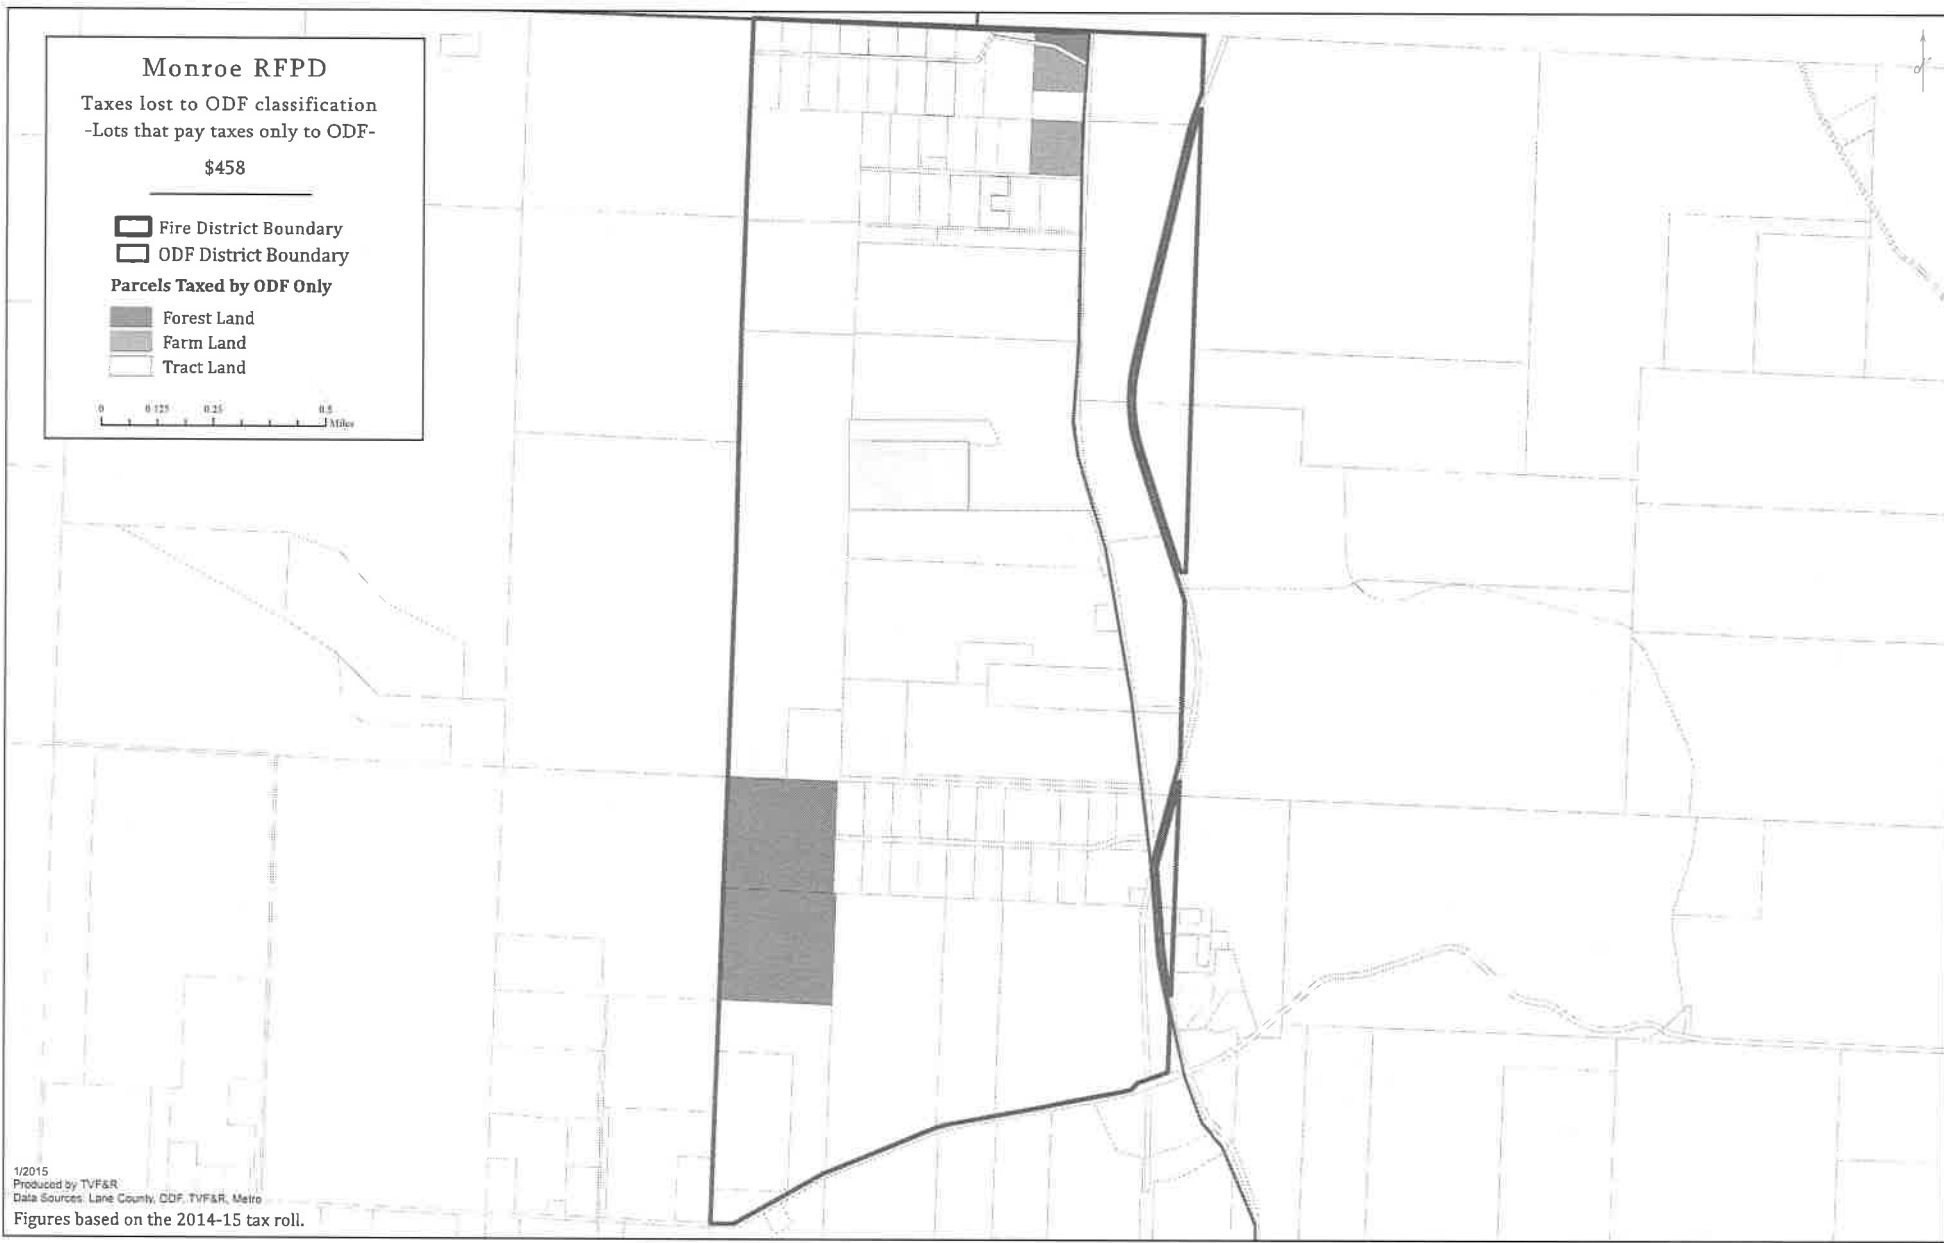 Monroe RFPD
Taxes lost to ODF classification
-Lots that pay taxes only to ODF-
$458
Fire District Boundary
ODF District Boundary
Parcels Taxed by ODF Only
Forest Land
Farm Land
Tract Land
0 0.125 0.25 0.5
Miles
1/2015
Produced by TVF&R
Data Sources: Lane County, ODF, TVF&R, Metro
Figures based on the 2014-15 tax roll.